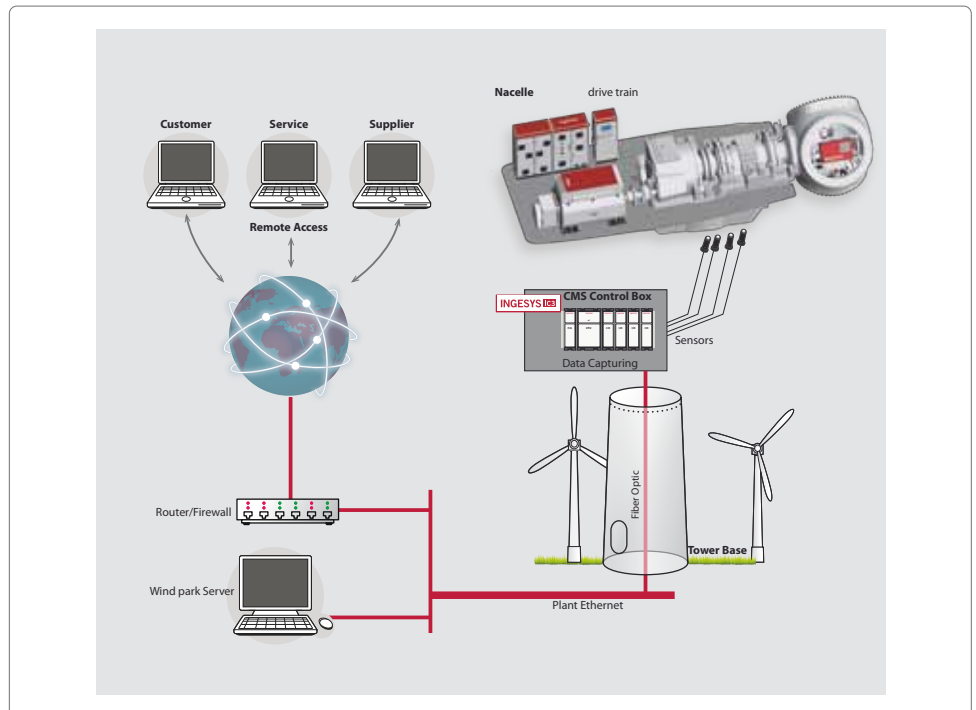 Nacelle
drive train
Customer
Service
Supplier
Remote Access
INGESYS IC3
CMS Control Box
Sensors
Data Capturing
Fiber Optic
Router/Firewall
Tower Base
Wind park Server
Plant Ethernet